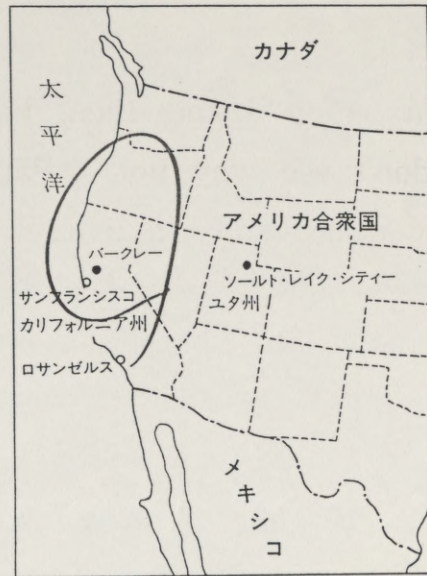 カナダ
太平洋
アメリカ合衆国
バークレー
ソールト・レイク・シティー
サンフランシスコ
ユタ州
カリフォルニア州
ロサンゼルス
メキシコ